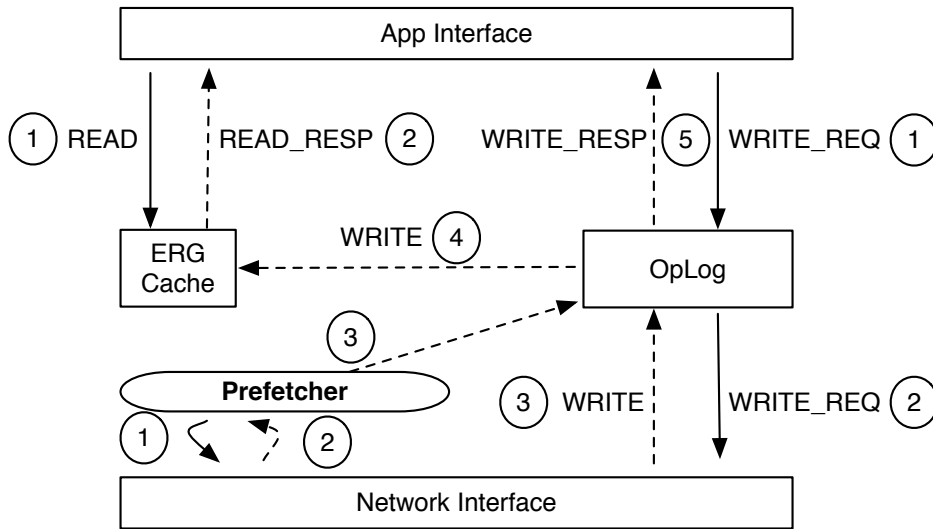 App Interface
1 READ
READ_RESP 2
WRITE_RESP 5
WRITE_REQ 1
ERG
Cache
WRITE 4
OpLog
3
Prefetcher
1
2
3 WRITE
WRITE_REQ 2
Network Interface